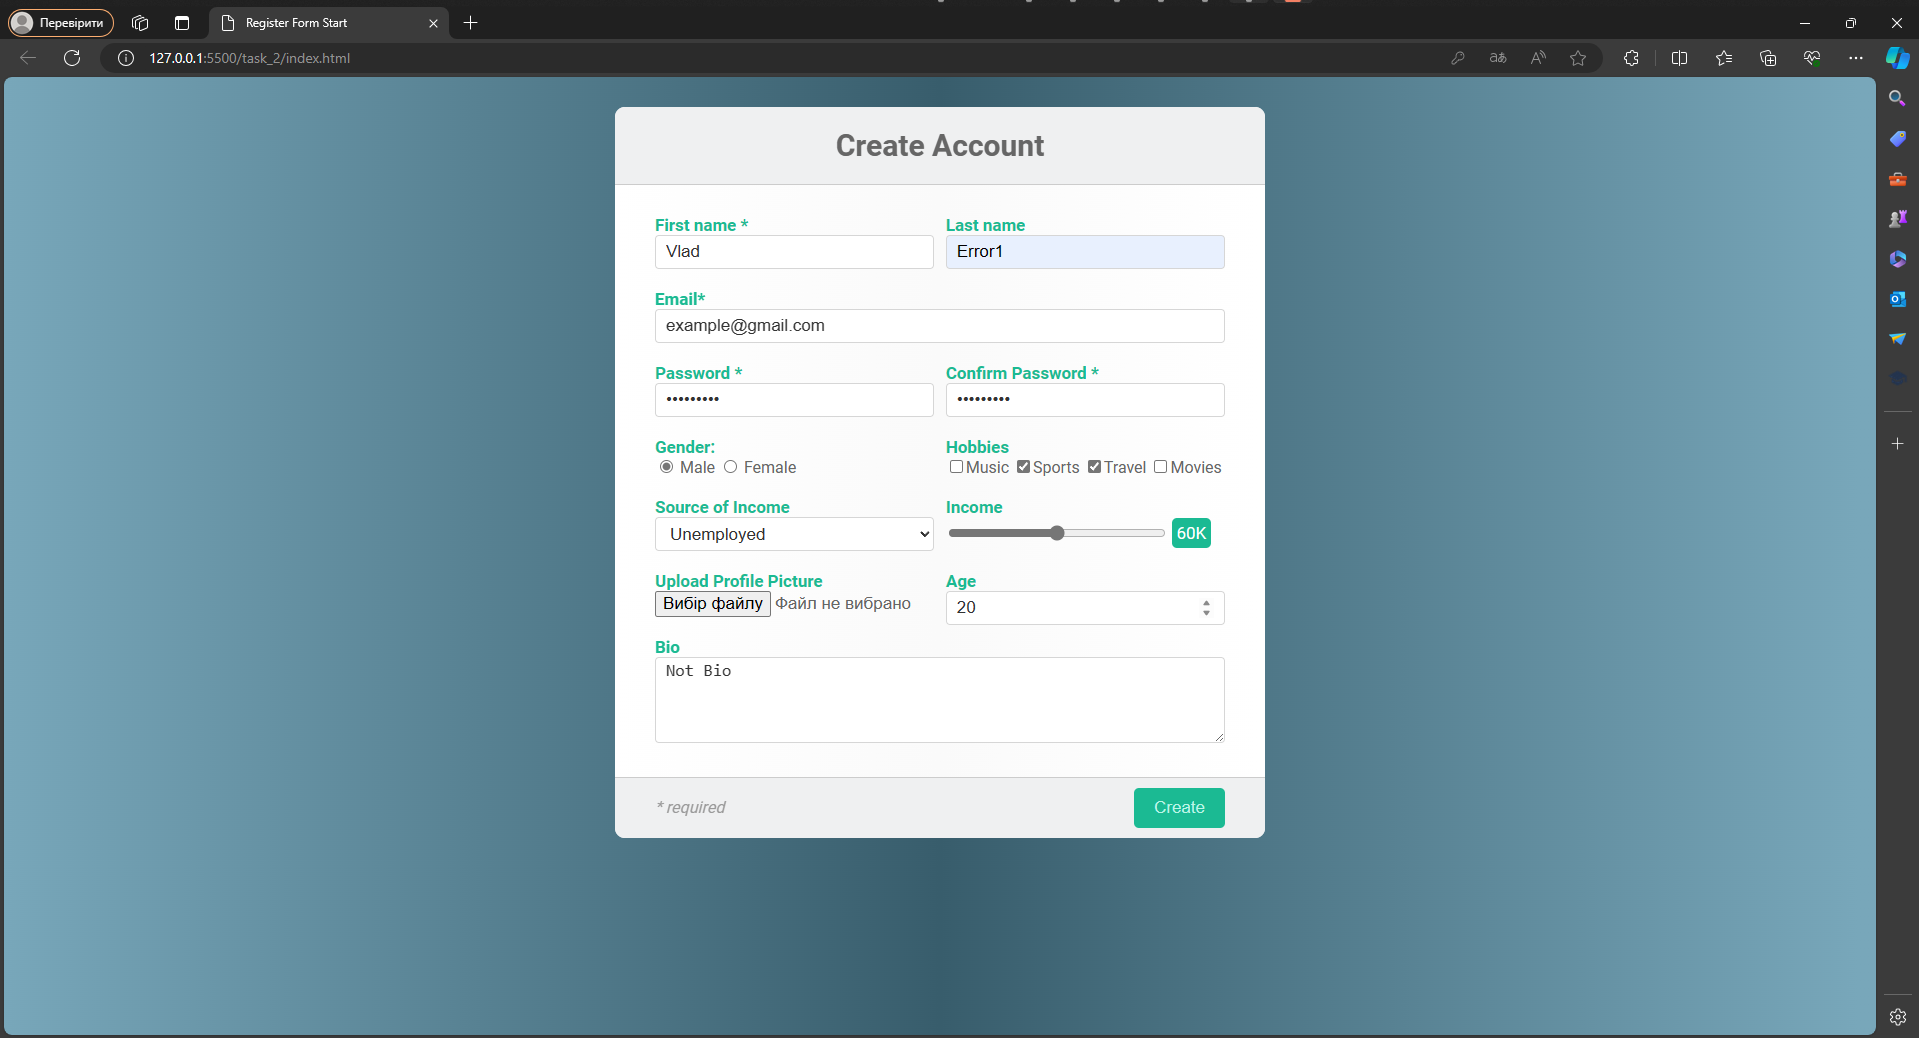 Перевірити
Register Form Start
127.0.0.1:5500/task_2/index.html
Create Account
First name *
Last name
Vlad
Error1
Email*
example@gmail.com
Password *
Confirm Password *
•••••••••
•••••••••
Gender:
Hobbies
Male Female
Music Sports Travel Movies
Source of Income
Income
Unemployed
60K
Upload Profile Picture
Age
Вибір файлу Файл не вибрано
20
Bio
Not Bio
* required
Create